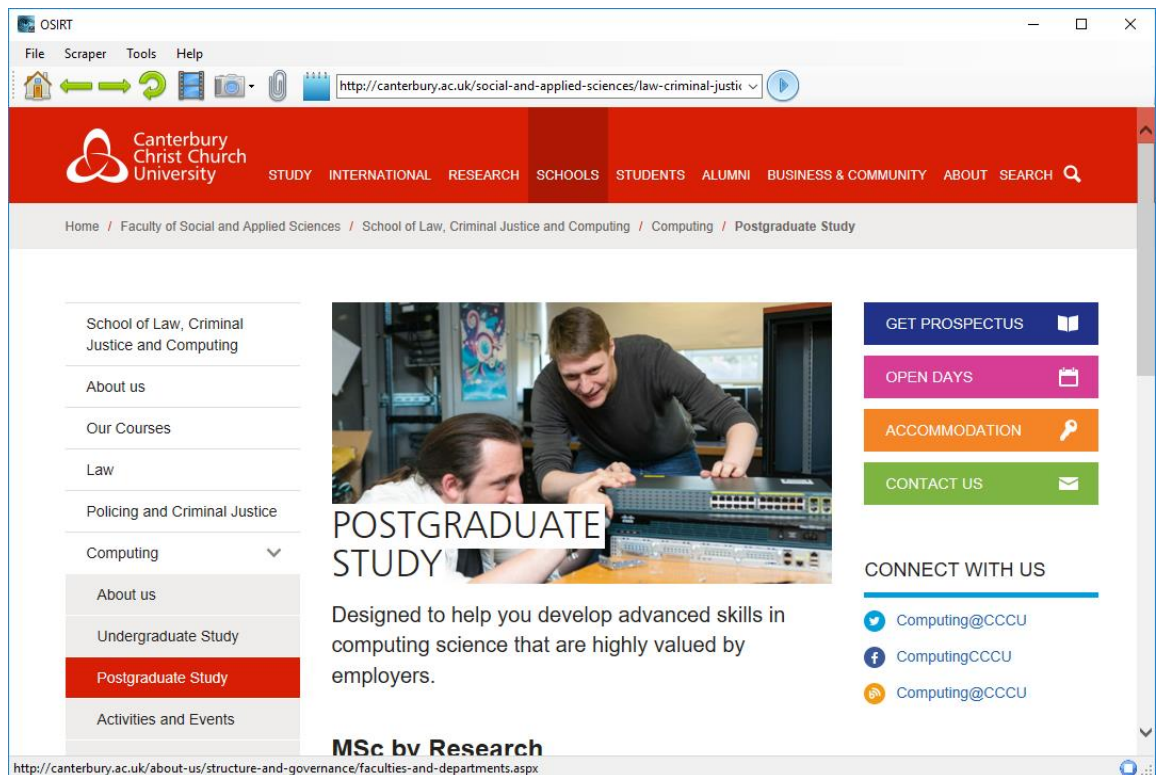 OSIRT
File Scraper Tools Help
http://canterbury.ac.uk/social-and-applied-sciences/law-criminal-justic
Canterbury
Christ Church
University
STUDY INTERNATIONAL RESEARCH SCHOOLS STUDENTS ALUMNI BUSINESS & COMMUNITY ABOUT SEARCH
Home / Faculty of Social and Applied Sciences / School of Law, Criminal Justice and Computing / Computing / Postgraduate Study
School of Law, Criminal
Justice and Computing
About us
Our Courses
Law
Policing and Criminal Justice
Computing
About us
Undergraduate Study
Postgraduate Study
Activities and Events
POSTGRADUATE
STUDY
Designed to help you develop advanced skills in
computing science that are highly valued by
employers.
MSc by Research
GET PROSPECTUS
OPEN DAYS
ACCOMMODATION
CONTACT US
CONNECT WITH US
Computing@CCCU
ComputingCCCU
Computing@CCCU
http://canterbury.ac.uk/about-us/structure-and-governance/faculties-and-departments.aspx